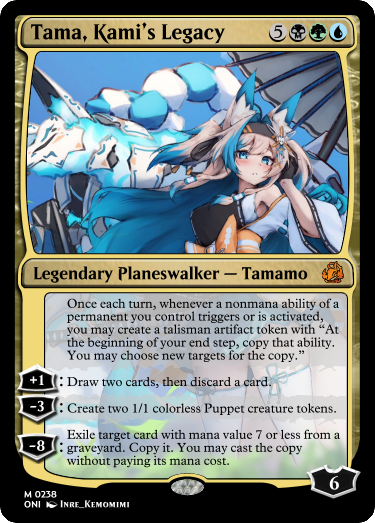 Tama, Kami's Legacy 5
Legendary Planeswalker — Tamamo
Once each turn, whenever a nonmana ability of a
permanent you control triggers or is activated,
you may create a talisman artifact token with “At
the beginning of your end step, copy that ability.
You may choose new targets for the copy.”
+1: Draw two cards, then discard a card.
-3: Create two 1/1 colorless Puppet creature tokens.
Exile target card with mana value 7 or less from a
-8: graveyard. Copy it. You may cast the copy
without paying its mana cost.
6
M 0238
ONI Inre_Kemomimi